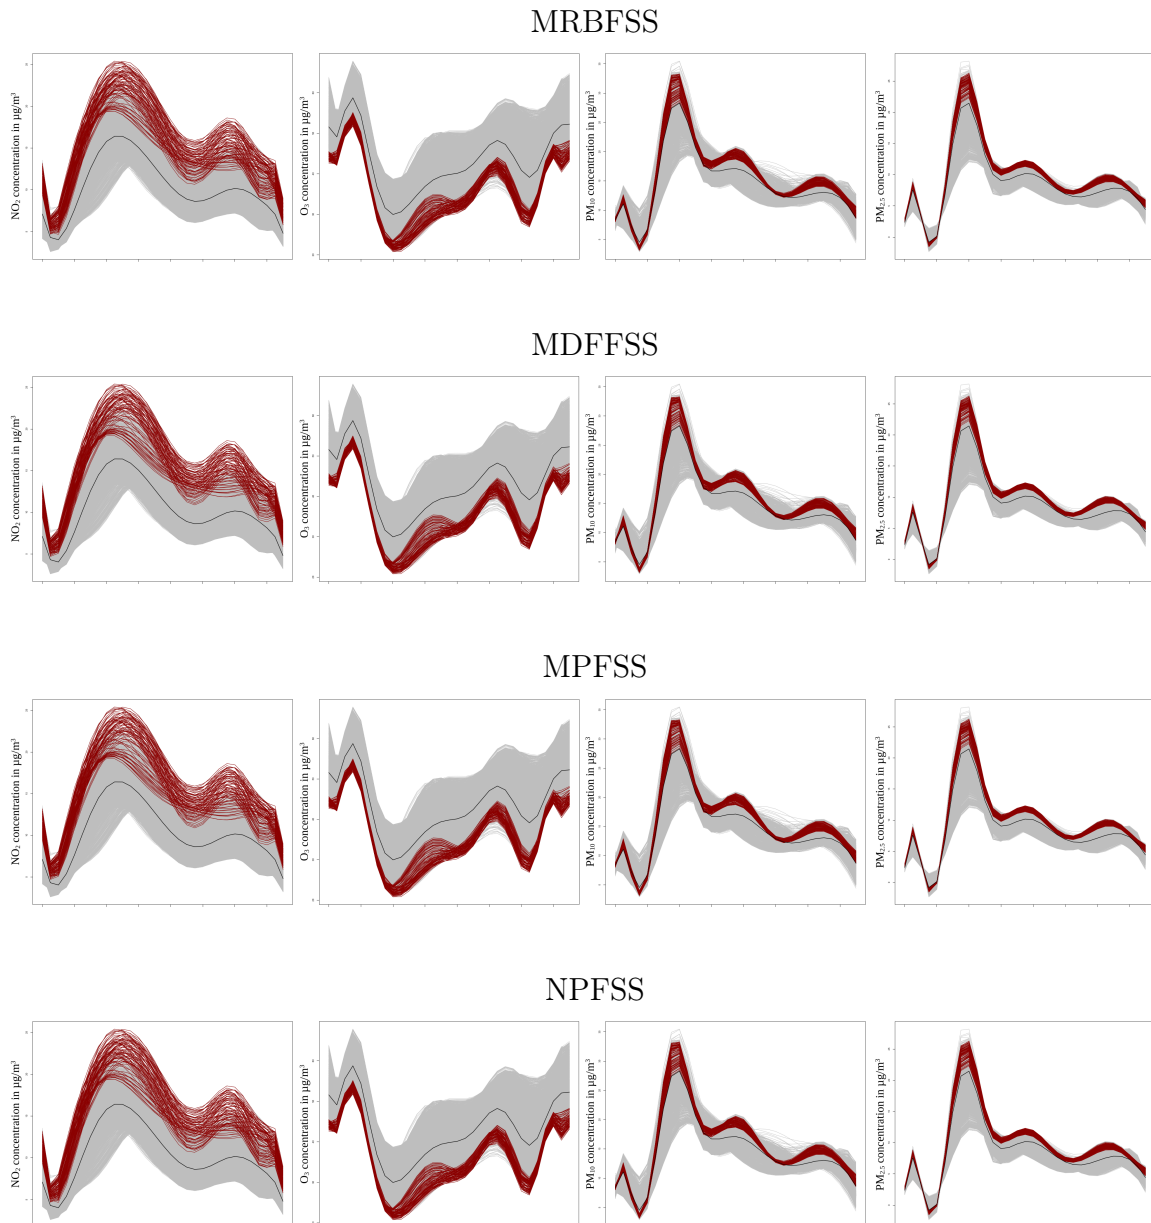 MRBFSS
NO₂ concentration in µg/m³
O₃ concentration in µg/m³
PM₁₀ concentration in µg/m³
PM₂.₅ concentration in µg/m³
MDFFSS
NO₂ concentration in µg/m³
O₃ concentration in µg/m³
PM₁₀ concentration in µg/m³
PM₂.₅ concentration in µg/m³
MPFSS
NO₂ concentration in µg/m³
O₃ concentration in µg/m³
PM₁₀ concentration in µg/m³
PM₂.₅ concentration in µg/m³
NPFSS
NO₂ concentration in µg/m³
O₃ concentration in µg/m³
PM₁₀ concentration in µg/m³
PM₂.₅ concentration in µg/m³